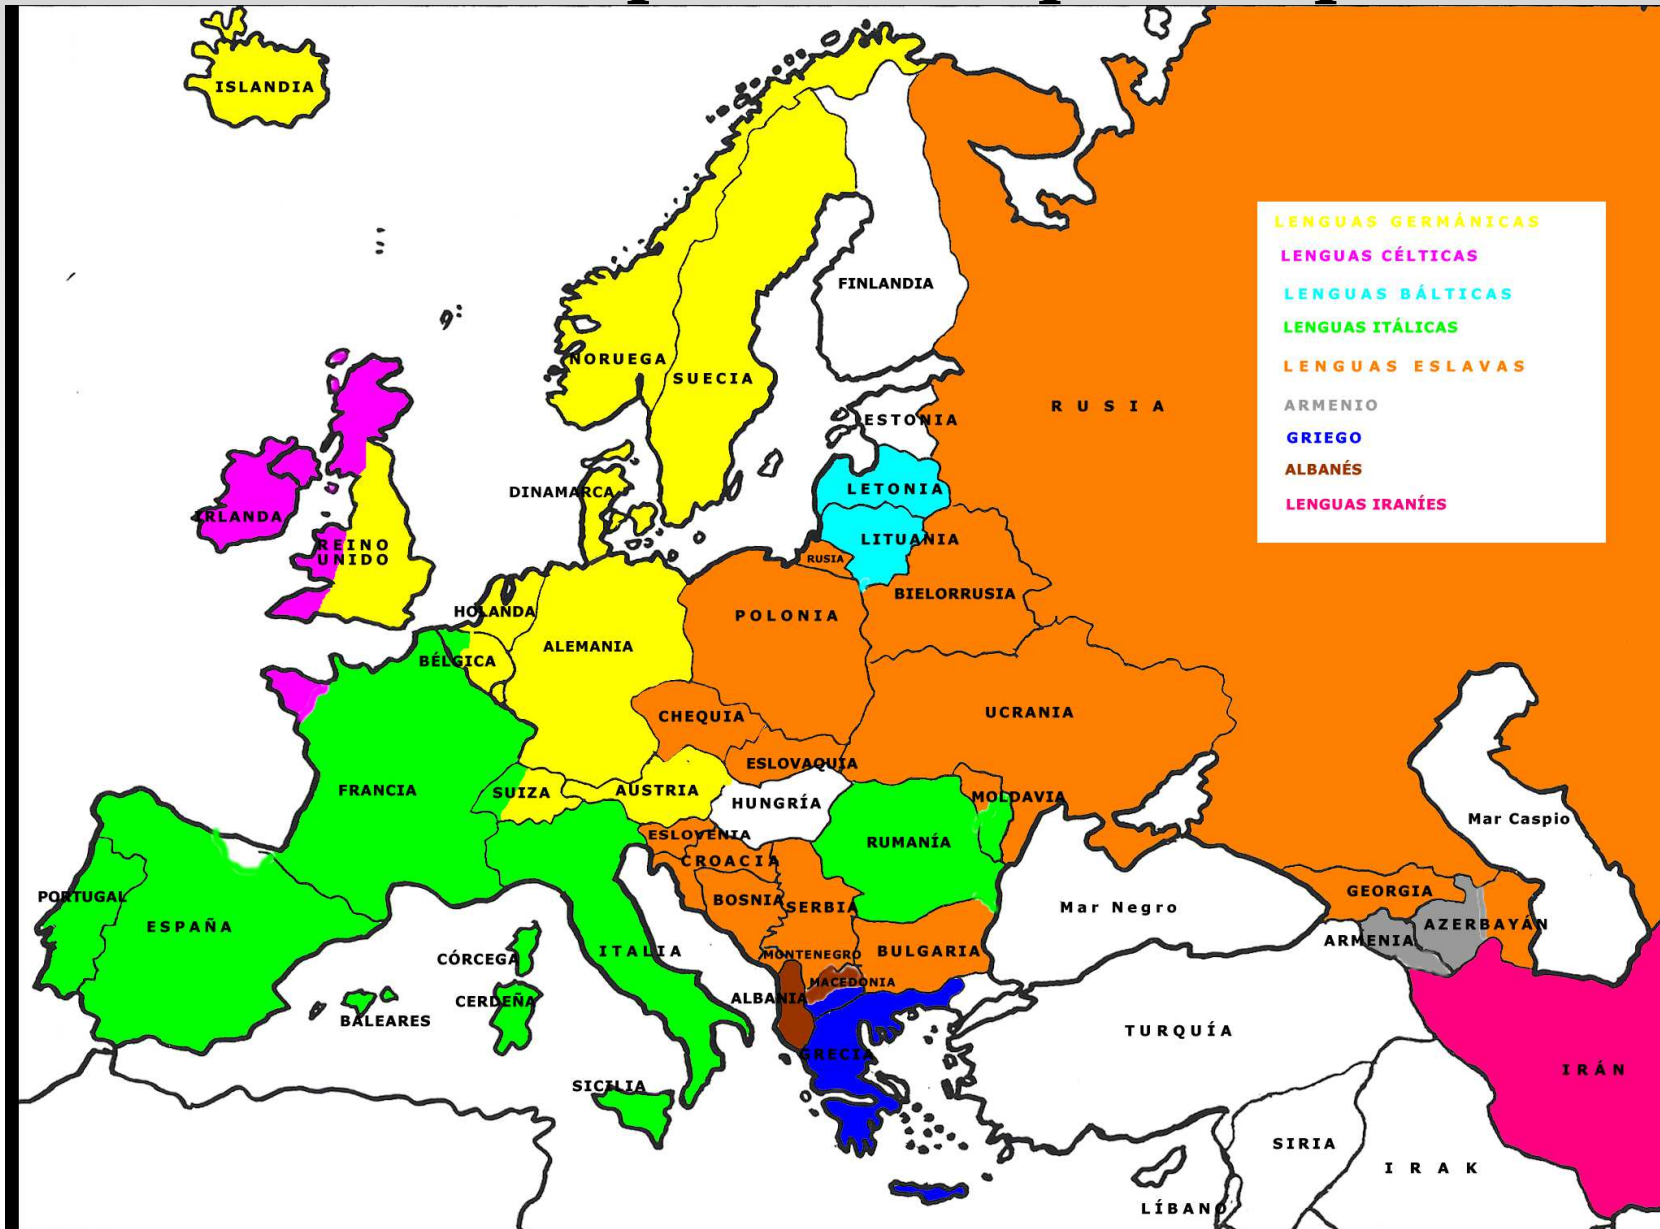 ISLANDIA
FINLANDIA
NORUEGA
SUECIA
RUSIA
ESTONIA
DINAMARCA
LETONIA
IRLANDA
REINO
UNIDO
LITUANIA
RUSIA
BIELORRUSIA
HOLANDA
POLONIA
ALEMANIA
BÉLGICA
CHEQUIA
UCRANIA
ESLOVAQUIA
FRANCIA
SUIZA
AUSTRIA
HUNGRÍA
MOLDAVIA
Mar Caspio
ESLOVENIA
RUMANÍA
CROACIA
PORTUGAL
BOSNIA
SERBIA
Mar Negro
GEORGIA
ESPAÑA
ARMENIA
AZERBAYÁN
CÓRCEGA
ITALIA
MONTENEGRO
BULGARIA
MACEDONIA
CERDEÑA
ALBANIA
BALEARES
TURQUÍA
GRECIA
IRÁN
SICILIA
SIRIA
IRAK
LÍBANO
LENGUAS GERMÁNICAS
LENGUAS CÉLTICAS
LENGUAS BÁLTICAS
LENGUAS ITÁLICAS
LENGUAS ESLAVAS
ARMENIO
GRIEGO
ALBANÉS
LENGUAS IRANÍES